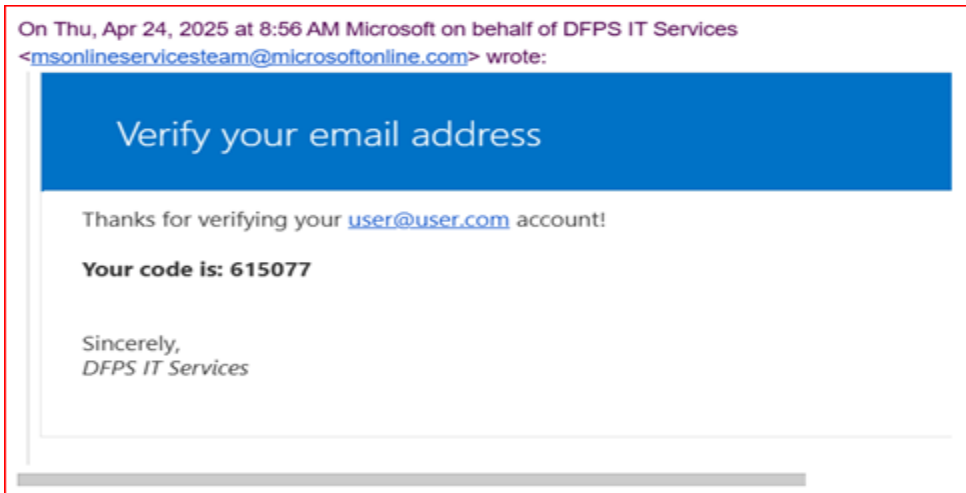 On Thu, Apr 24, 2025 at 8:56 AM Microsoft on behalf of DFPS IT Services
<msonlineservicesteam@microsoftonline.com> wrote:
Verify your email address
Thanks for verifying your user@user.com account!
Your code is: 615077
Sincerely,
DFPS IT Services